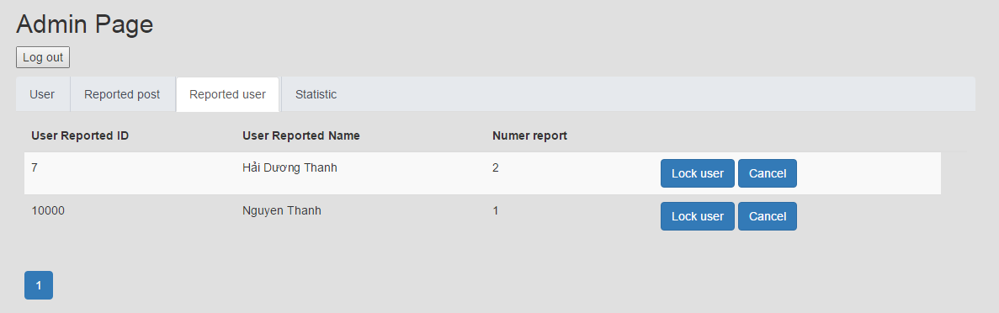 Admin Page
Log out
User Reported post Reported user Statistic
User Reported ID User Reported Name Numer report
7 Hải Dương Thanh 2 Lock user Cancel
10000 Nguyen Thanh 1 Lock user Cancel
1